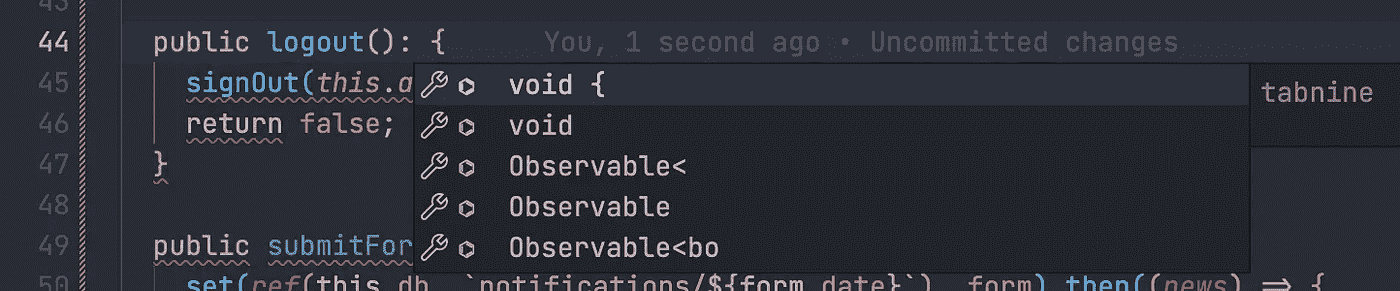 43
44 public logout(): { You, 1 second ago • Uncommitted changes
45 signOut(this.a
void {
tabnine
46 return false;
void
47 }
Observable<
48
Observable
49 public submitFor
Observable<bo
50 set(ref(this.db, `notifications/${form.date}`), form).then((news) => {